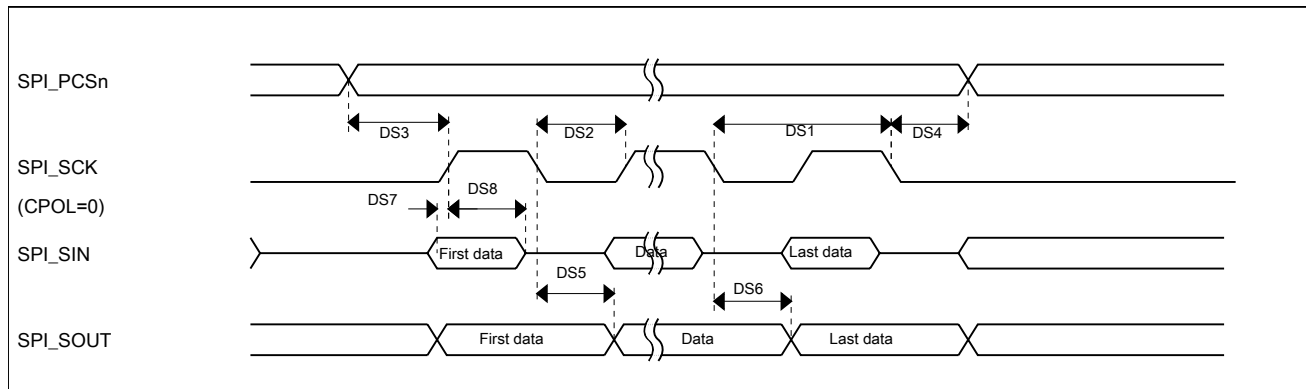 SPI_PCSn
DS3
DS2
DS1
DS4
SPI_SCK
(CPOL=0)
DS7
DS8
SPI_SIN
First data
Data
Last data
DS5
DS6
SPI_SOUT
First data
Data
Last data